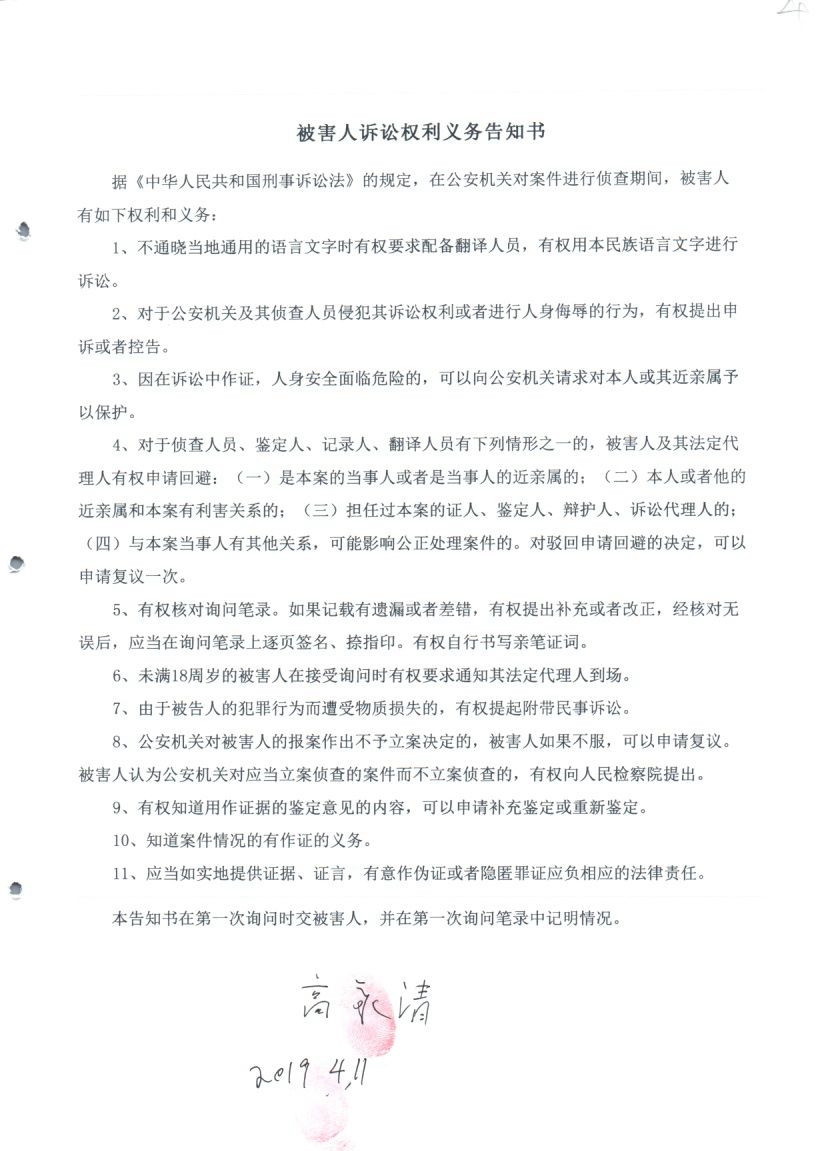 被害人诉讼权利义务告知书
据《中华人民共和国刑事诉讼法》的规定，在公安机关对案件进行侦查期间，被害人
有如下权利和义务：
1、不通晓当地通用的语言文字时有权要求配备翻译人员，有权用本民族语言文字进行
诉讼。
2、对于公安机关及其侦查人员侵犯其诉讼权利或者进行人身侮辱的行为，有权提出申
诉或者控告。
3、因在诉讼中作证，人身安全面临危险的，可以向公安机关请求对本人或其近亲属予
以保护。
4、对于侦查人员、鉴定人、记录人、翻译人员有下列情形之一的，被害人及其法定代
理人有权申请回避：（一）是本案的当事人或者是当事人的近亲属的；（二）本人或者他的
近亲属和本案有利害关系的；（三）担任过本案的证人、鉴定人、辩护人、诉讼代理人的；
（四）与本案当事人有其他关系，可能影响公正处理案件的。对驳回申请回避的决定，可以
申请复议一次。
5、有权核对询问笔录。如果记载有遗漏或者差错，有权提出补充或者改正，经核对无
误后，应当在询问笔录上逐页签名、捺指印。有权自行书写亲笔证词。
6、未满18周岁的被害人在接受询问时有权要求通知其法定代理人到场。
7、由于被告人的犯罪行为而遭受物质损失的，有权提起附带民事诉讼。
8、公安机关对被害人的报案作出不予立案决定的，被害人如果不服，可以申请复议。
被害人认为公安机关对应当立案侦查的案件而不立案侦查的，有权向人民检察院提出。
9、有权知道用作证据的鉴定意见的内容，可以申请补充鉴定或重新鉴定。
10、知道案件情况的有作证的义务。
11、应当如实地提供证据、证言，有意作伪证或者隐匿罪证应负相应的法律责任。
本告知书在第一次询问时交被害人，并在第一次询问笔录中记明情况。
高永清
2019.4.11